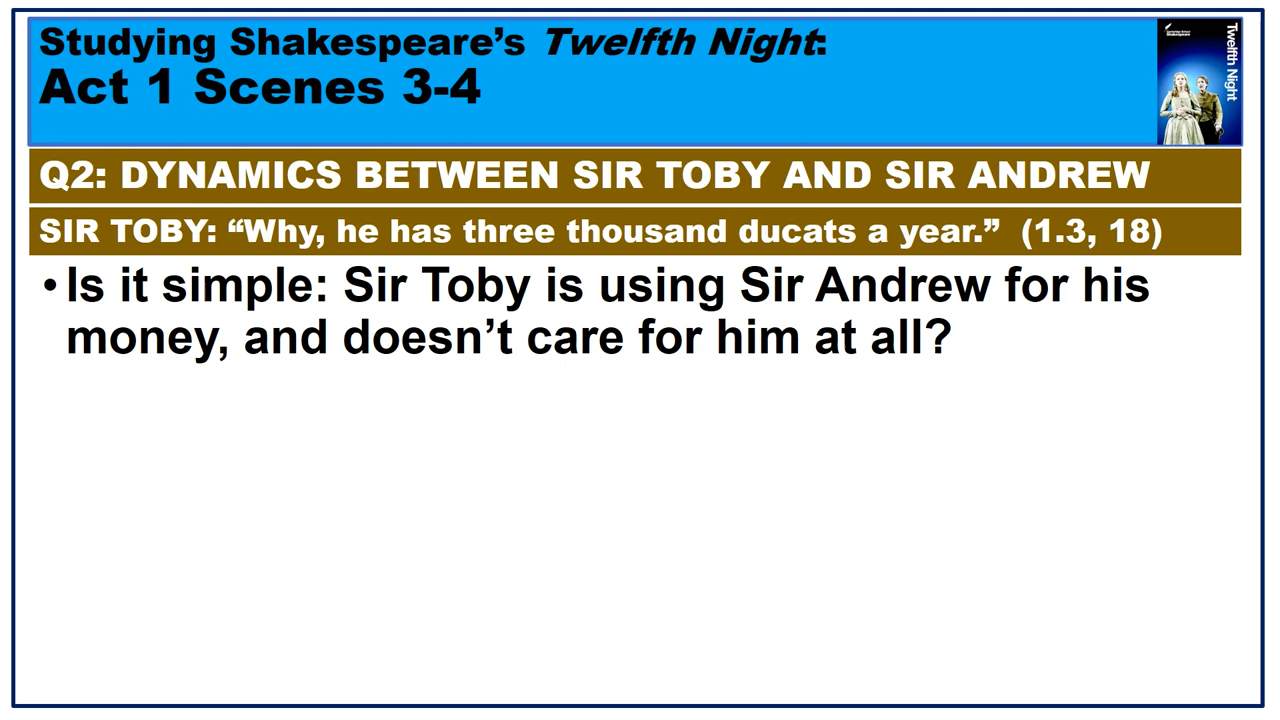 Studying Shakespeare’s Twelfth Night:
Act 1 Scenes 3-4
Twelfth Night
Q2: DYNAMICS BETWEEN SIR TOBY AND SIR ANDREW
SIR TOBY: “Why, he has three thousand ducats a year.” (1.3, 18)
• Is it simple: Sir Toby is using Sir Andrew for his
money, and doesn’t care for him at all?